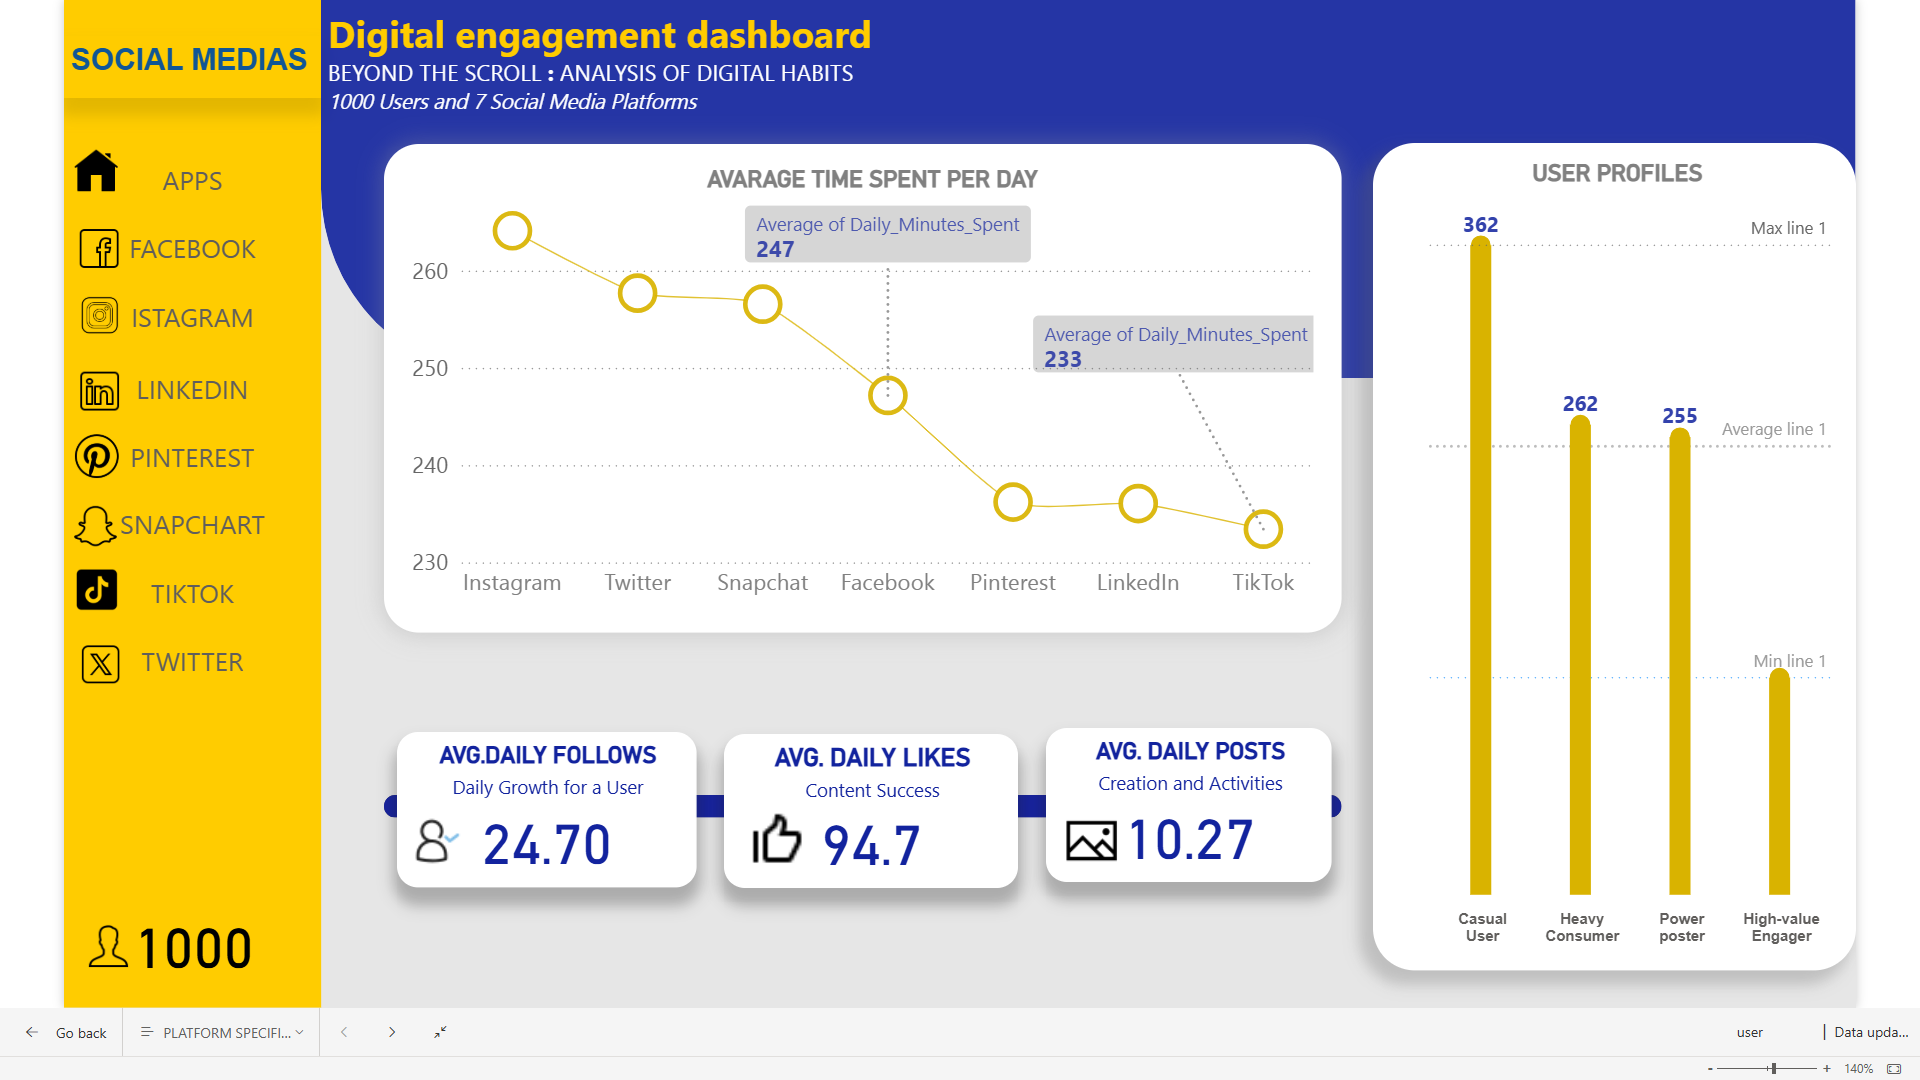 SOCIAL MEDIAS
APPS
FACEBOOK
ISTAGRAM
LINKEDIN
PINTEREST
SNAPCHART
TIKTOK
TWITTER
1000
Digital engagement dashboard
BEYOND THE SCROLL : ANALYSIS OF DIGITAL HABITS
1000 Users and 7 Social Media Platforms
AVARAGE TIME SPENT PER DAY
Average of Daily_Minutes_Spent
247
Average of Daily_Minutes_Spent
233
260
250
240
230
Instagram Twitter Snapchat Facebook Pinterest LinkedIn TikTok
AVG.DAILY FOLLOWS
Daily Growth for a User
24.70
AVG. DAILY LIKES
Content Success
94.7
AVG. DAILY POSTS
Creation and Activities
10.27
USER PROFILES
362
Max line 1
262
255
Average line 1
Min line 1
Casual User
Heavy Consumer
Power poster
High-value Engager
Go back
PLATFORM SPECIFI...
user
| Data upda...
- + 140%